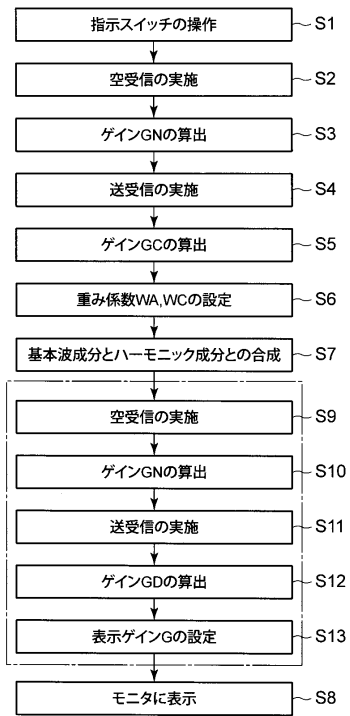 指示スイッチの操作 S1
空受信の実施 S2
ゲインGNの算出 S3
送受信の実施 S4
ゲインGCの算出 S5
重み係数WA,WCの設定 S6
基本波成分とハーモニック成分との合成 S7
空受信の実施 S9
ゲインGNの算出 S10
送受信の実施 S11
ゲインGDの算出 S12
表示ゲインGの設定 S13
モニタに表示 S8